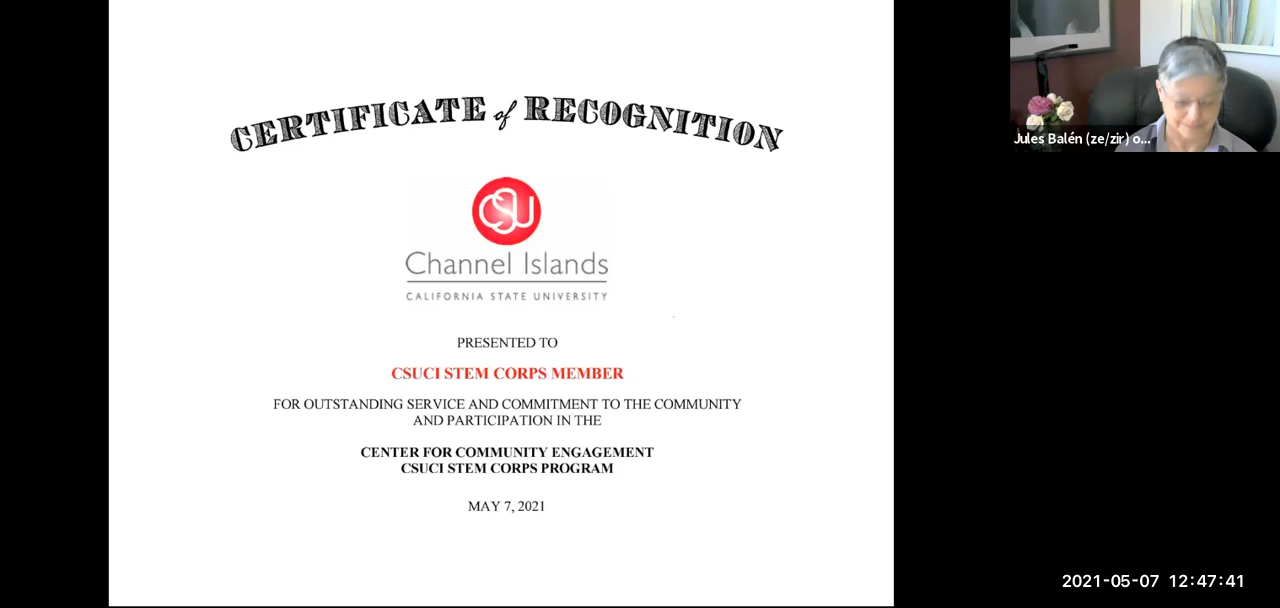 CERTIFICATE of RECOGNITION
CSU
Channel Islands
CALIFORNIA STATE UNIVERSITY
PRESENTED TO
CSUCI STEM CORPS MEMBER
FOR OUTSTANDING SERVICE AND COMMITMENT TO THE COMMUNITY
AND PARTICIPATION IN THE
CENTER FOR COMMUNITY ENGAGEMENT
CSUCI STEM CORPS PROGRAM
MAY 7, 2021
Jules Balén (ze/zir) o...
2021-05-07 12:47:41